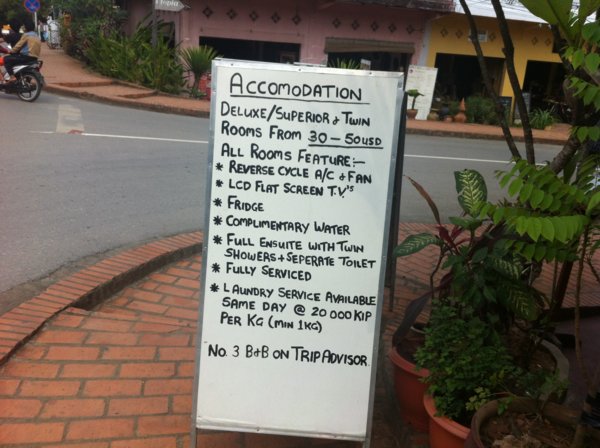 Utopia
ACCOMODATION
DELUXE/SUPERIOR & TWIN
ROOMS FROM 30-50USD
ALL ROOMS FEATURE:-
* REVERSE CYCLE A/C & FAN
* LCD FLAT SCREEN T.V.'S
* FRIDGE
* COMPLIMENTARY WATER
* FULL ENSUITE WITH TWIN
SHOWERS + SEPERATE TOILET
* FULLY SERVICED
* LAUNDRY SERVICE AVAILABLE
SAME DAY @ 20 000 KIP
PER KG (MIN 1KG)
NO. 3 B&B ON TRIPADVISOR